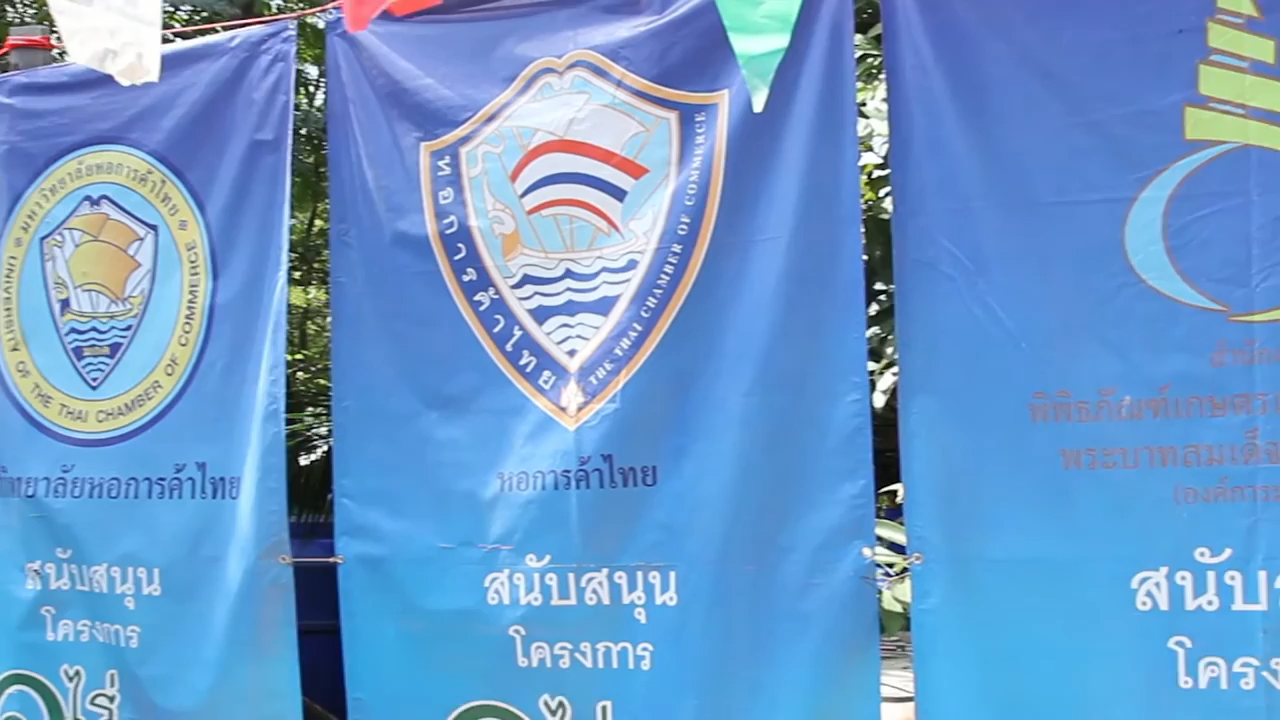 มหาวิทยาลัยหอการค้าไทย
UNIVERSITY OF THE THAI CHAMBER OF COMMERCE
วิทยาลัยหอการค้าไทย
สนับสนุน
โครงการ
๑ ไร่
หอการค้าไทย
THE THAI CHAMBER OF COMMERCE
หอการค้าไทย
สนับสนุน
โครงการ
พิพิธภัณฑ์เกษตร
พระบาทสมเด็จ
(องค์การ
สนับ
โครง